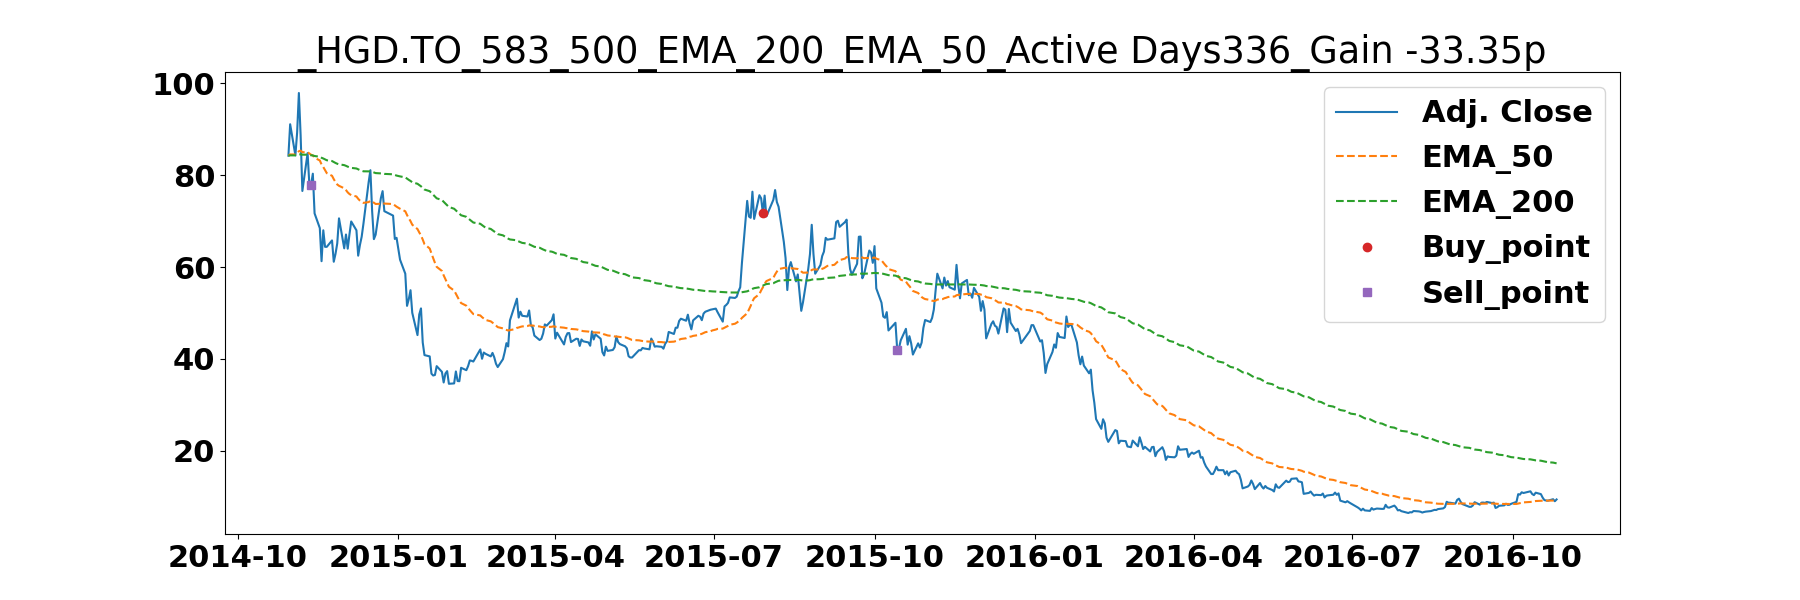 _HGD.TO_583_500_EMA_200_EMA_50_Active Days336_Gain -33.35p
100
80
60
40
20
Adj. Close
EMA_50
EMA_200
Buy_point
Sell_point
2014-10 2015-01 2015-04 2015-07 2015-10 2016-01 2016-04 2016-07 2016-10